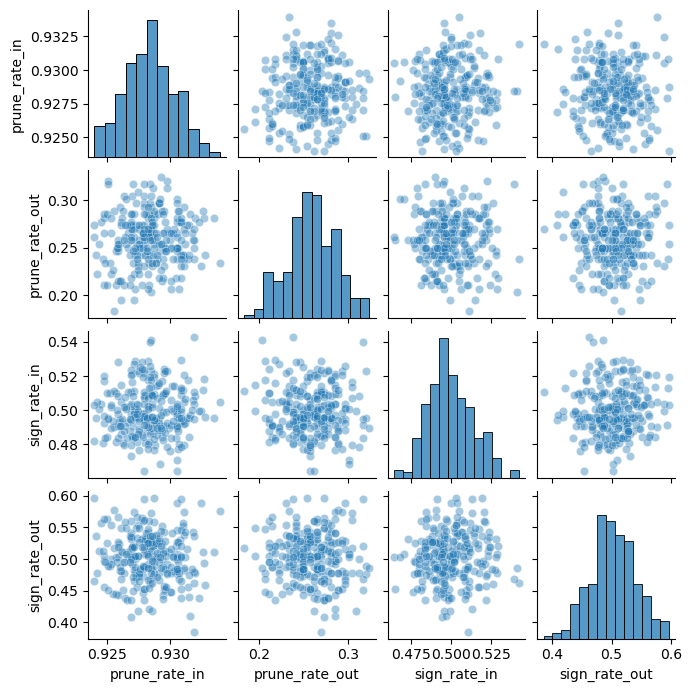 prune_rate_in
0.9325
0.9300
0.9275
0.9250
prune_rate_out
0.30
0.25
0.20
sign_rate_in
0.54
0.52
0.50
0.48
sign_rate_out
0.60
0.55
0.50
0.45
0.40
0.925 0.930 0.2 0.3 0.475 0.500 0.525 0.4 0.5 0.6
prune_rate_in prune_rate_out sign_rate_in sign_rate_out